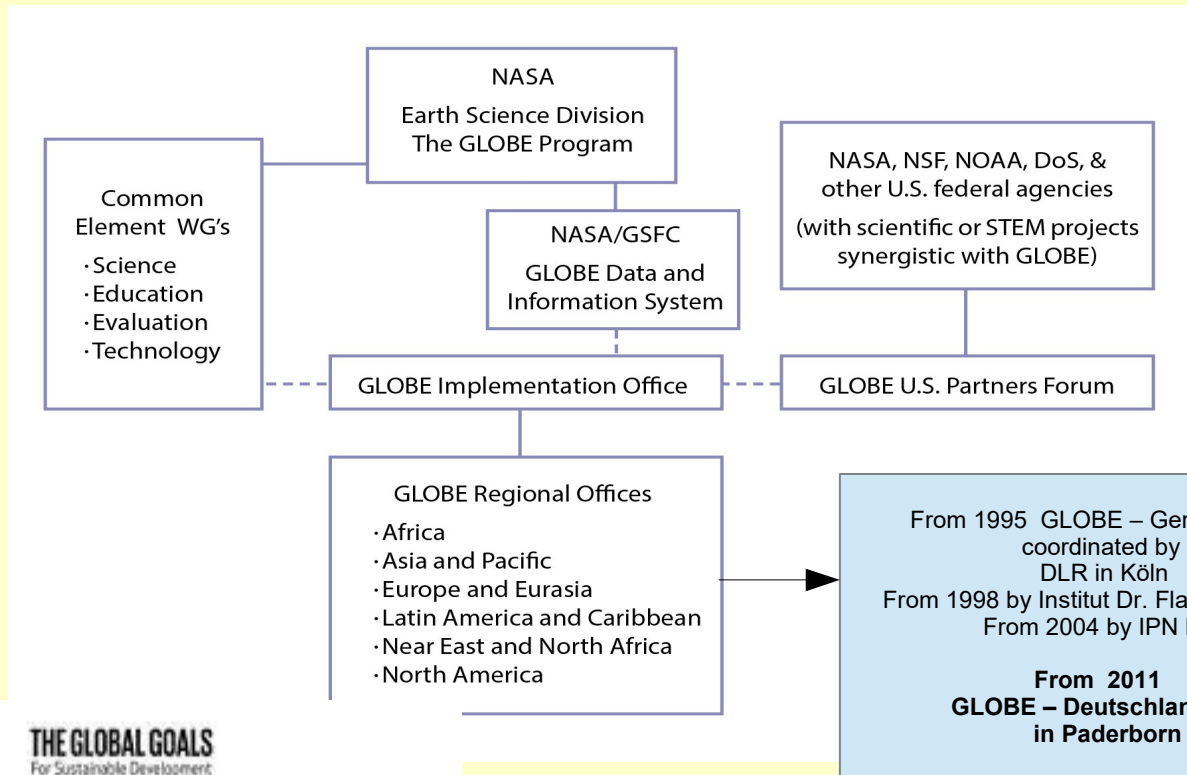 NASA
Earth Science Division
The GLOBE Program
Common
Element WG's
·Science
·Education
·Evaluation
·Technology
NASA/GSFC
GLOBE Data and
Information System
NASA, NSF, NOAA, DoS, &
other U.S. federal agencies
(with scientific or STEM projects
synergistic with GLOBE)
GLOBE Implementation Office
GLOBE U.S. Partners Forum
GLOBE Regional Offices
·Africa
·Asia and Pacific
·Europe and Eurasia
·Latin America and Caribbean
·Near East and North Africa
·North America
From 1995 GLOBE –
coordinated by
DLR in Köln
From 1998 by Institut Dr.
From 2004 by IPN
From 2011
GLOBE –
in Paderborn
THE GLOBAL GOALS
For Sustainable Development